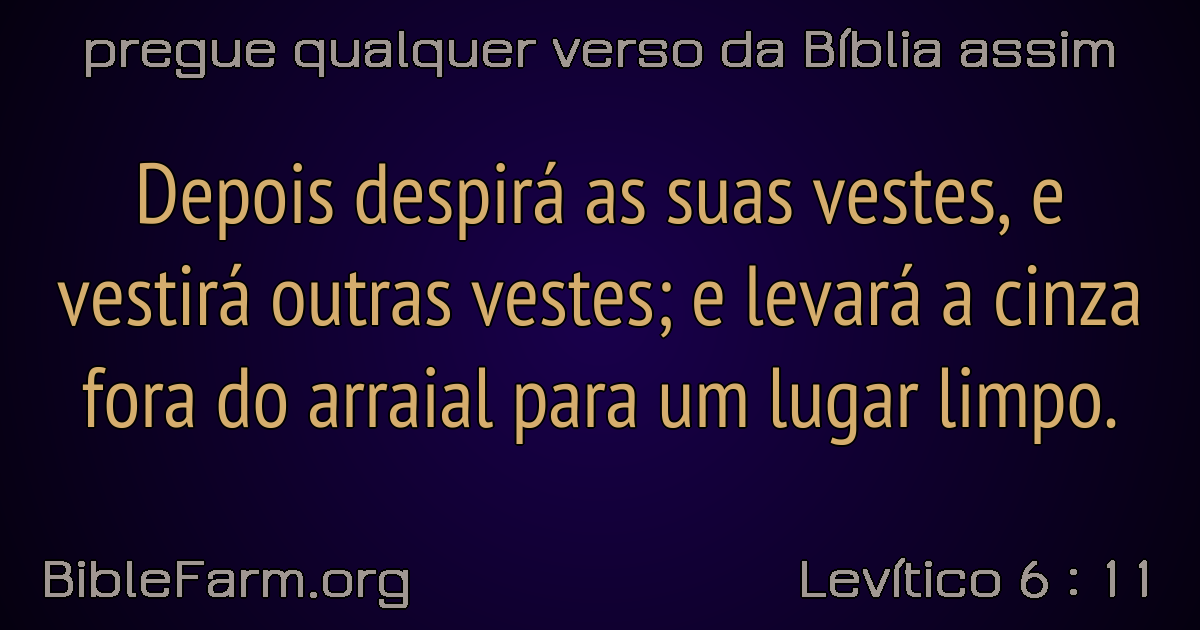 pregue qualquer verso da Bíblia assim
Depois despirá as suas vestes, e
vestirá outras vestes; e levará a cinza
fora do arraial para um lugar limpo.
BibleFarm.org
Levítico 6 : 11